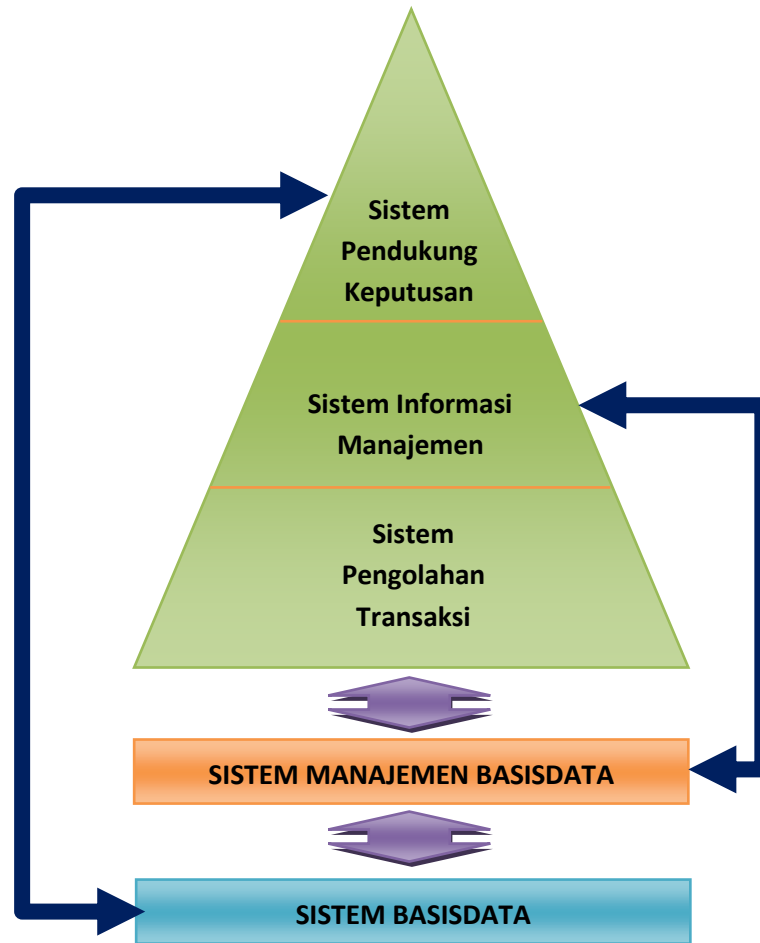 Sistem
Pendukung
Keputusan
Sistem Informasi
Manajemen
Sistem
Pengolahan
Transaksi
SISTEM MANAJEMEN BASISDATA
SISTEM BASISDATA